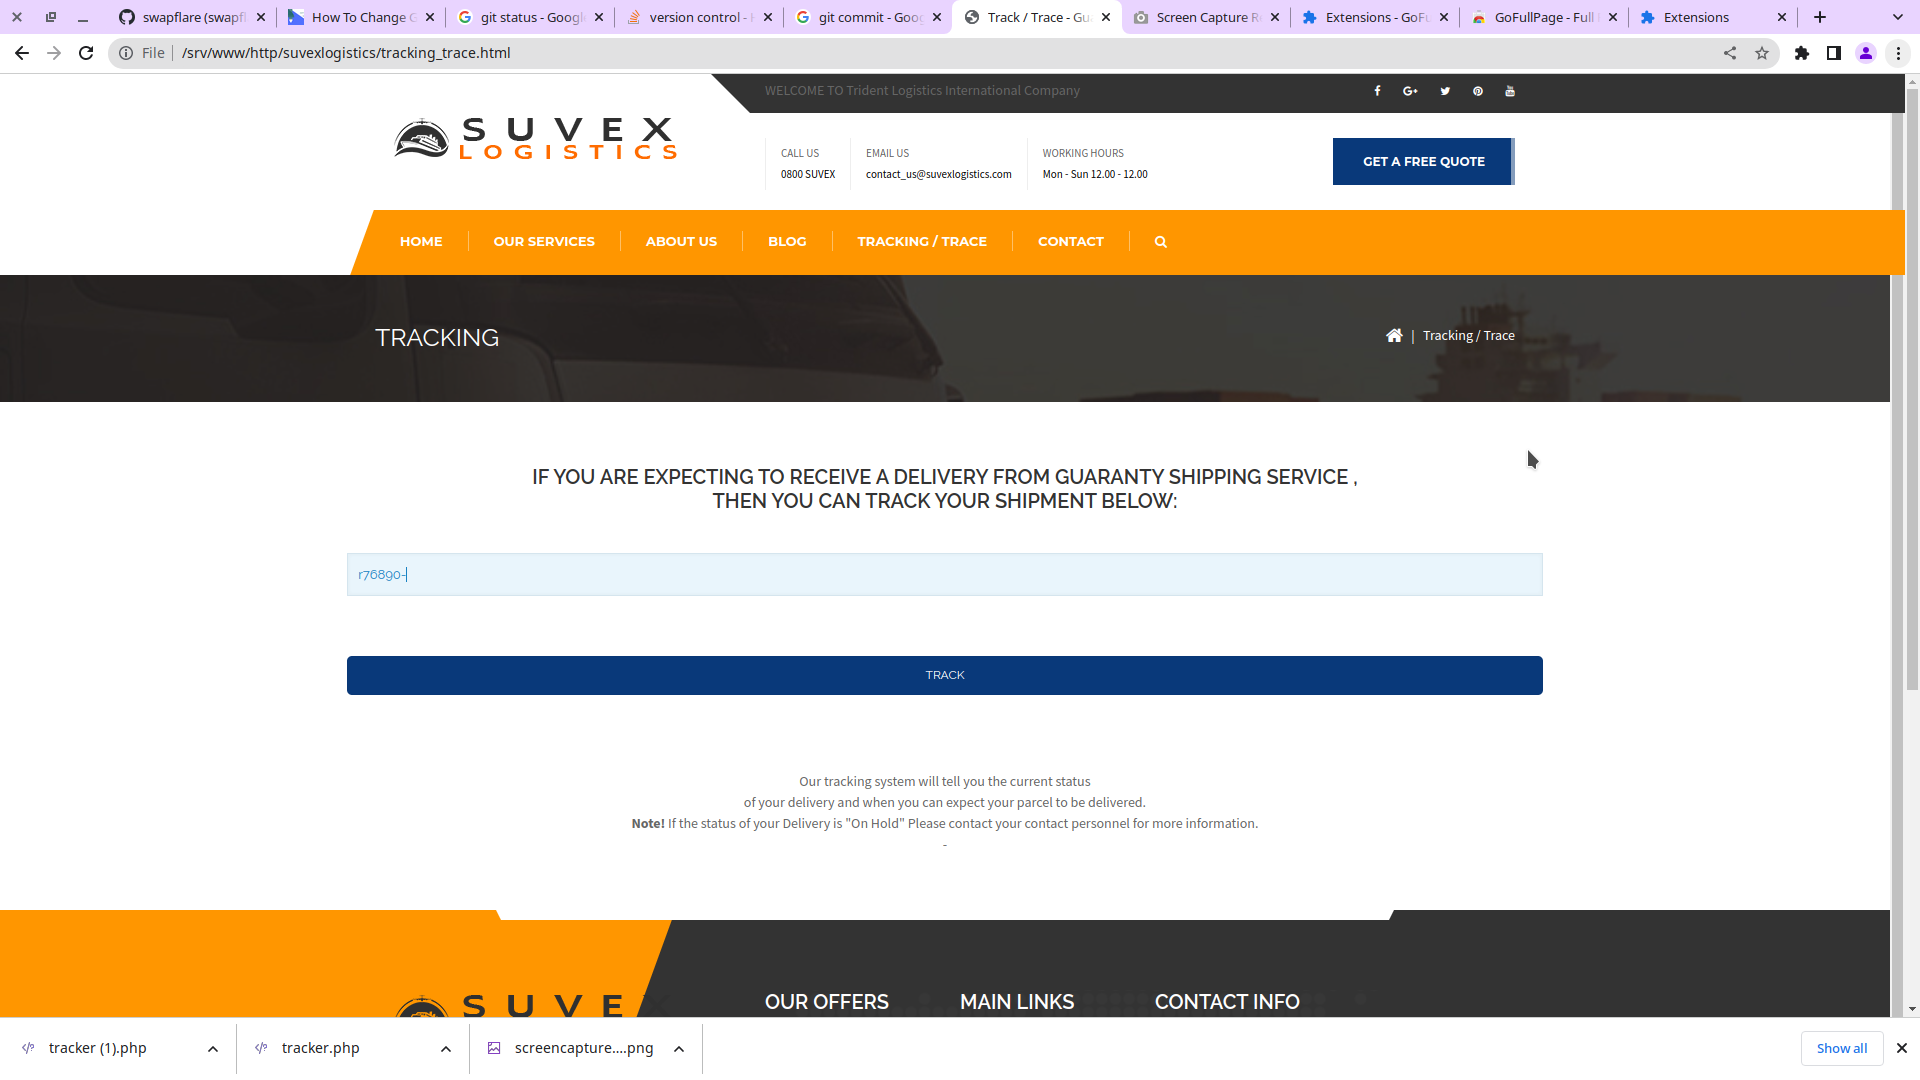 swapflare (swapfl
How To Change G
git status - Googl
version control - H
git commit - Goog
Track / Trace - Gu
Screen Capture R
Extensions - GoFu
GoFullPage - Full
Extensions
File /srv/www/http/suvexlogistics/tracking_trace.html
WELCOME TO Trident Logistics International Company
SUVEX
LOGISTICS
CALL US
0800 SUVEX
EMAIL US
contact_us@suvexlogistics.com
WORKING HOURS
Mon - Sun 12.00 - 12.00
GET A FREE QUOTE
HOME
OUR SERVICES
ABOUT US
BLOG
TRACKING / TRACE
CONTACT
TRACKING
| Tracking / Trace
IF YOU ARE EXPECTING TO RECEIVE A DELIVERY FROM GUARANTY SHIPPING SERVICE ,
THEN YOU CAN TRACK YOUR SHIPMENT BELOW:
r76890-
TRACK
Our tracking system will tell you the current status
of your delivery and when you can expect your parcel to be delivered.
Note! If the status of your Delivery is "On Hold" Please contact your contact personnel for more information.
-
SUVEX
OUR OFFERS
MAIN LINKS
CONTACT INFO
tracker (1).php
tracker.php
screencapture....png
Show all